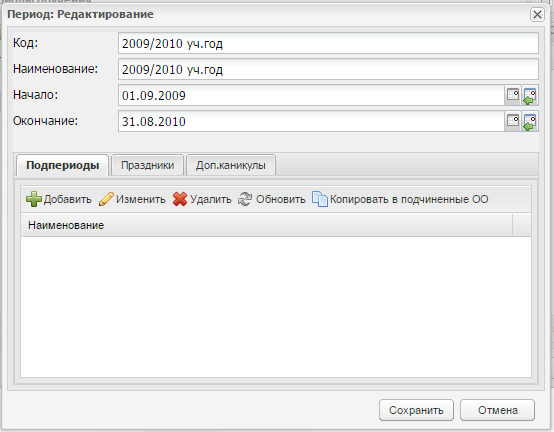 Период: Редактирование
Код: 2009/2010 уч.год
Наименование: 2009/2010 уч.год
Начало: 01.09.2009
Окончание: 31.08.2010
Подпериоды Праздники Доп.каникулы
Добавить Изменить Удалить Обновить Копировать в подчиненные ОО
Наименование
Сохранить Отмена